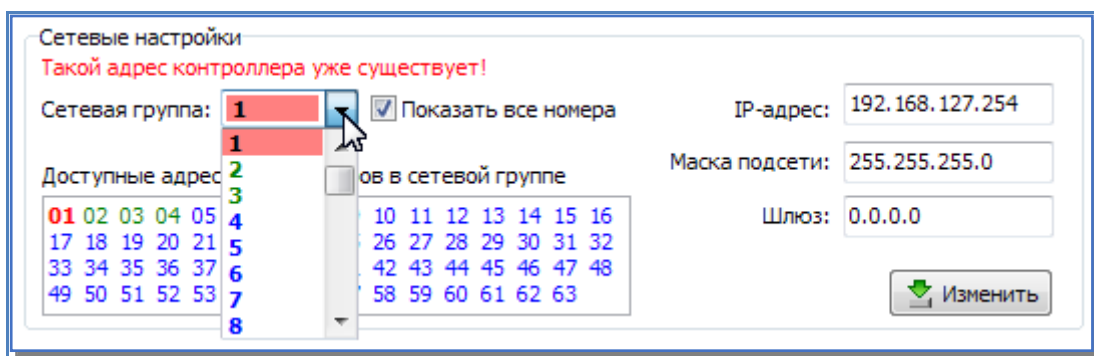 Сетевые настройки
Такой адрес контроллера уже существует!
Сетевая группа: 1 Показать все номера
IP-адрес: 192.168.127.254
1
2
3
4
5
6
7
8
Маска подсети: 255.255.255.0
Доступные адрес ов в сетевой группе
Шлюз: 0.0.0.0
01 02 03 04 05 10 11 12 13 14 15 16
17 18 19 20 21 26 27 28 29 30 31 32
33 34 35 36 37 42 43 44 45 46 47 48
49 50 51 52 53 58 59 60 61 62 63
Изменить